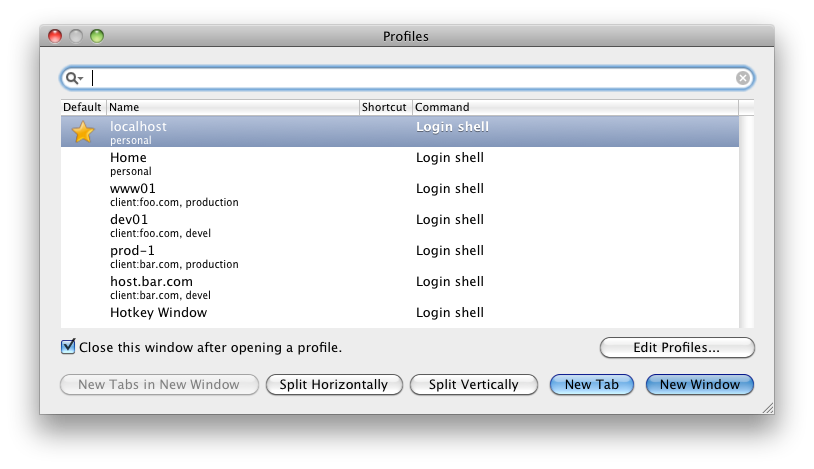 Profiles
Default Name Shortcut Command
localhost Login shell
personal
Home Login shell
personal
www01 Login shell
client:foo.com, production
dev01 Login shell
client:foo.com, devel
prod-1 Login shell
client:bar.com, production
host.bar.com Login shell
client:bar.com, devel
Hotkey Window Login shell
Close this window after opening a profile. Edit Profiles...
New Tabs in New Window Split Horizontally Split Vertically New Tab New Window